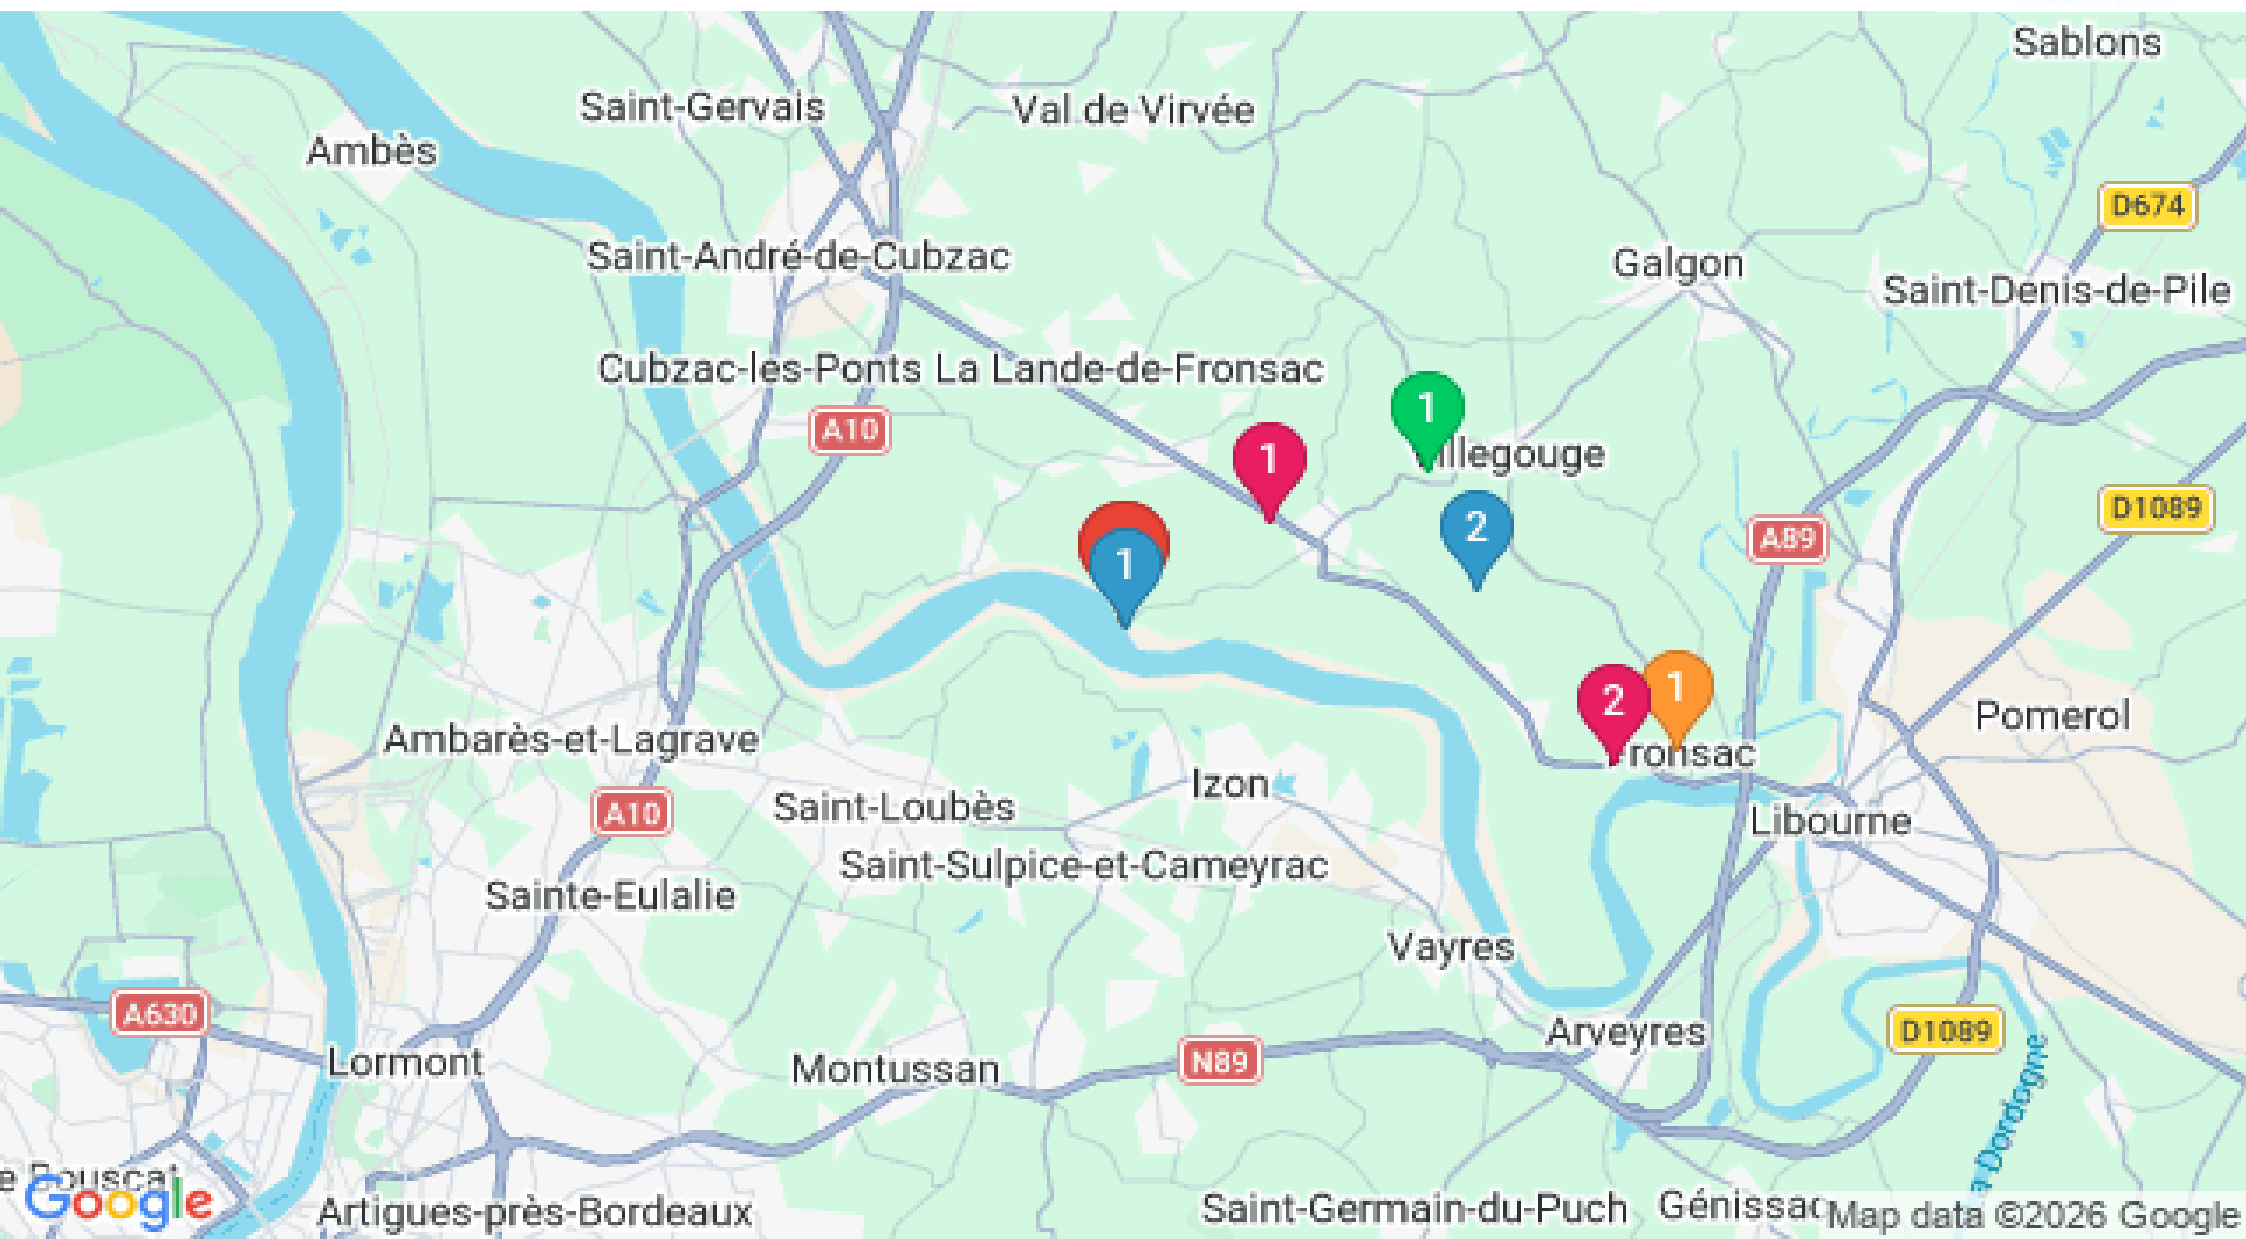 Sablons
Saint-Gervais
Val de Virvée
Ambès
D674
Saint-André-de-Cubzac
Galgon
Saint-Denis-de-Pile
Cubzac-les-Ponts
La Lande-de-Fronsac
1
A10
1
illegouge
D1089
2
A89
1
2
1
Pomerol
Ambarès-et-Lagrave
Fronsac
Izon
A10
Saint-Loubès
Libourne
Saint-Sulpice-et-Cameyrac
Sainte-Eulalie
Vayres
A630
Arveyres
D1089
Lormont
Montussan
N89
a Dordogne
e Bouscat
Google
Artigues-près-Bordeaux
Saint-Germain-du-Puch
Génissac
Map data ©2026 Google